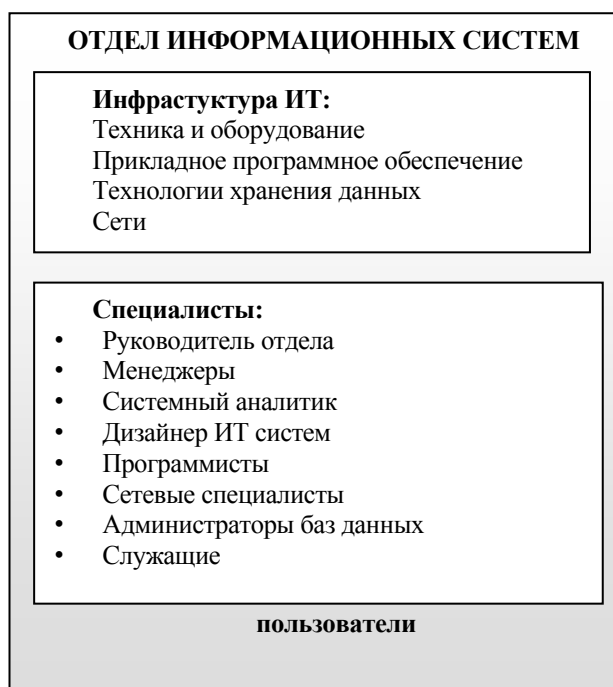 ОТДЕЛ ИНФОРМАЦИОННЫХ СИСТЕМ
Инфрастуктура ИТ:
Техника и оборудование
Прикладное программное обеспечение
Технологии хранения данных
Сети
Специалисты:
• Руководитель отдела
• Менеджеры
• Системный аналитик
• Дизайнер ИТ систем
• Программисты
• Сетевые специалисты
• Администраторы баз данных
• Служащие
пользователи